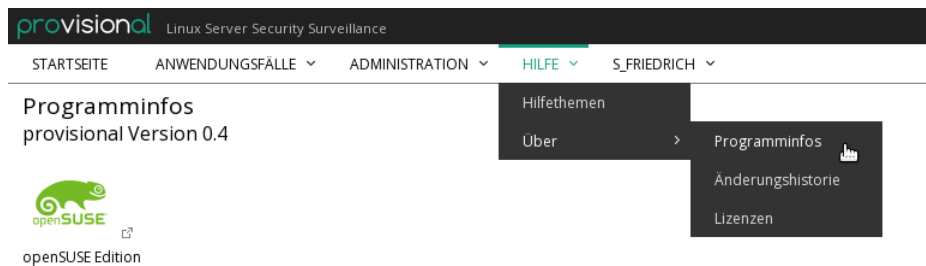 provisional Linux Server Security Surveillance
STARTSEITE ANWENDUNGSFÄLLE ADMINISTRATION HILFE S_FRIEDRICH
Programminfos
provisional Version 0.4
Hilfethemen
Über
Programminfos
Änderungshistorie
Lizenzen
openSUSE
openSUSE Edition